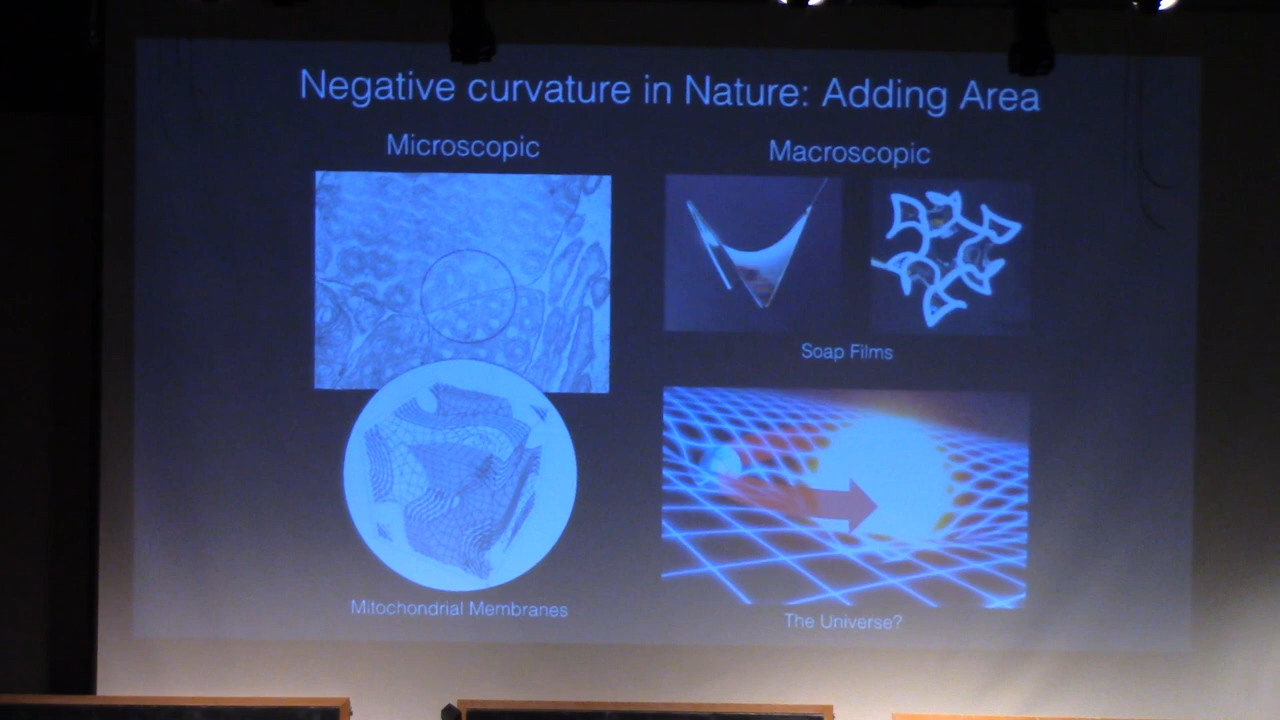 Negative curvature in Nature: Adding Area
Microscopic
Macroscopic
Soap Films
Mitochondrial Membranes
The Universe?